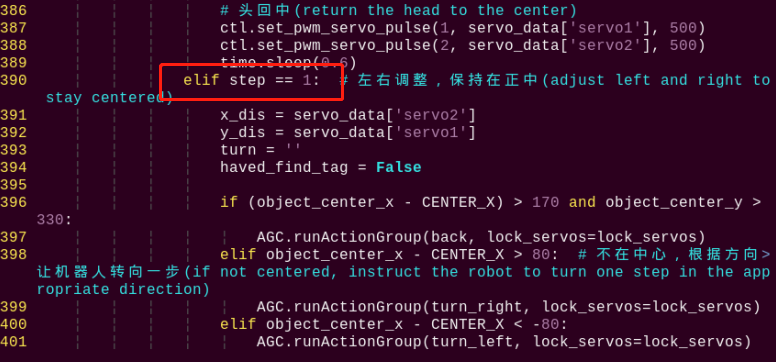 386 # 头回中(return the head to the center)
387 ctl.set_pwm_servo_pulse(1, servo_data['servo1'], 500)
388 ctl.set_pwm_servo_pulse(2, servo_data['servo2'], 500)
389 time.sleep(0.6)
390 elif step == 1:  # 左右调整，保持在正中(adjust left and right to
stay centered)
391 x_dis = servo_data['servo2']
392 y_dis = servo_data['servo1']
393 turn = ''
394 haved_find_tag = False
395
396 if (object_center_x - CENTER_X) > 170 and object_center_y >
330:
397 AGC.runActionGroup(back, lock_servos=lock_servos)
398 elif object_center_x - CENTER_X > 80:  # 不在中心，根据方向>
让机器人转向一步(if not centered, instruct the robot to turn one step in the app
ropriate direction)
399 AGC.runActionGroup(turn_right, lock_servos=lock_servos)
400 elif object_center_x - CENTER_X < -80:
401 AGC.runActionGroup(turn_left, lock_servos=lock_servos)